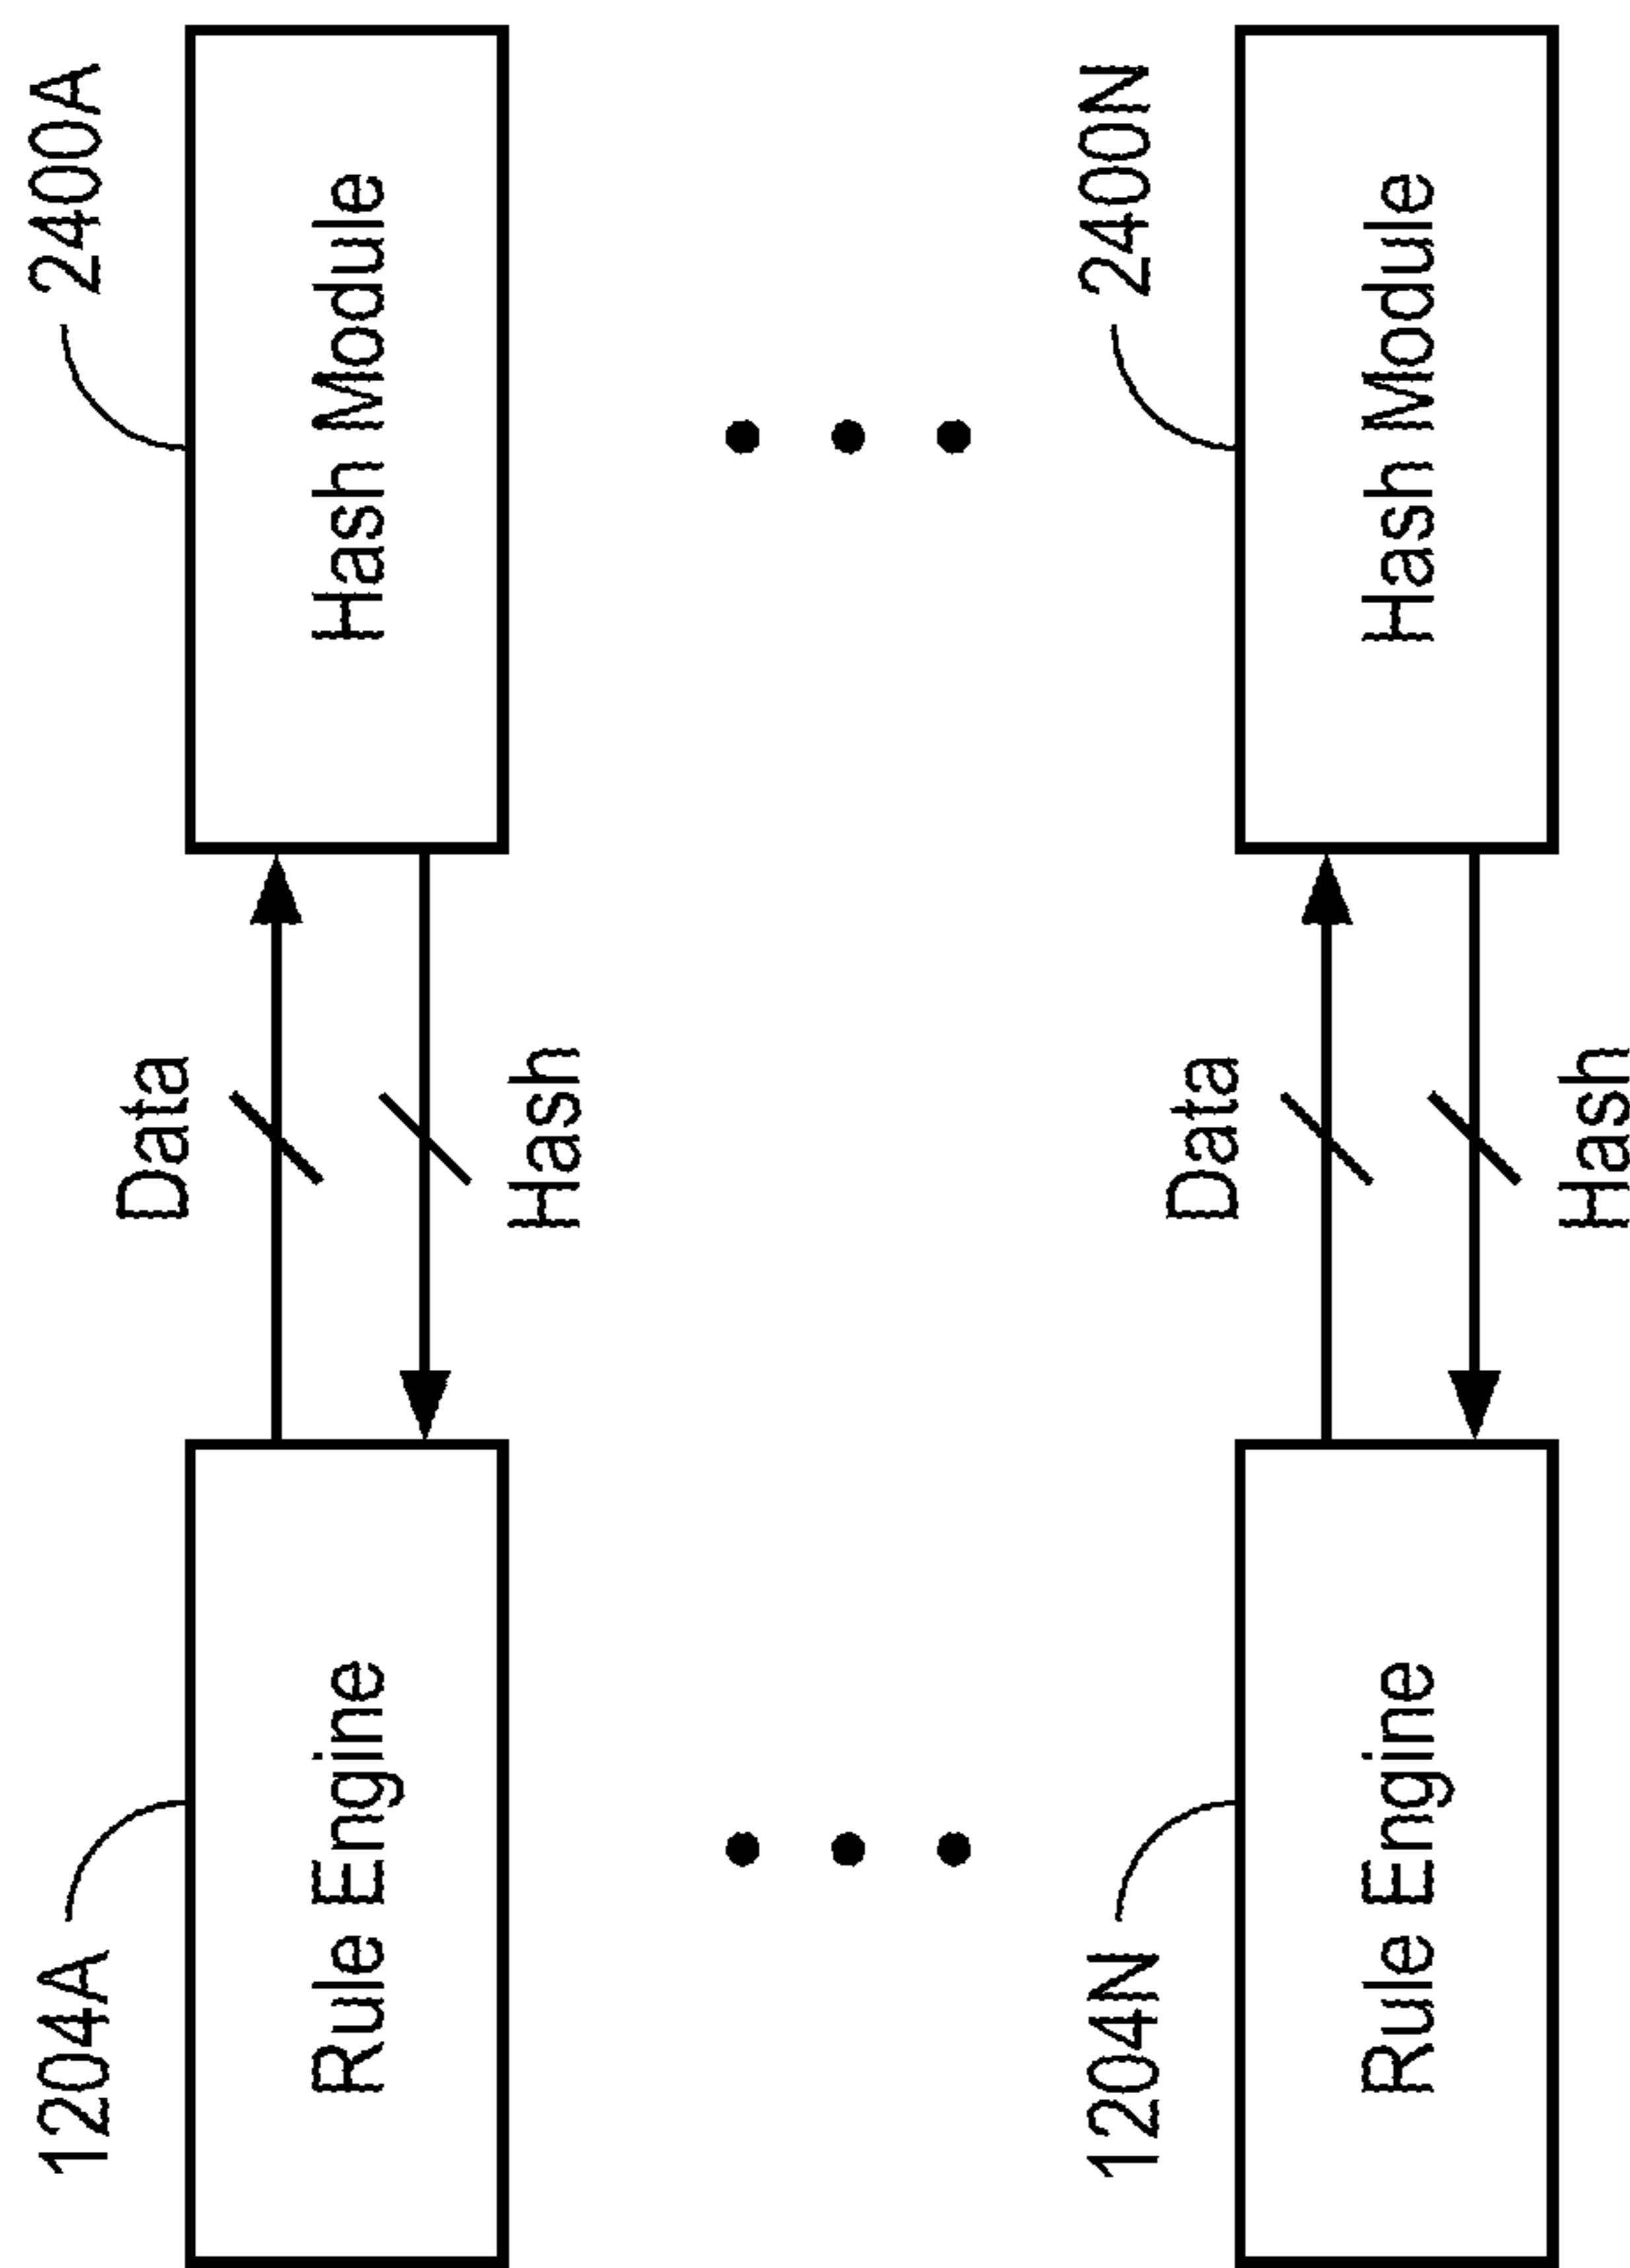 1204A
2400A
Data
Rule Engine
Hash Module
Hash
1204N
2400N
Data
Rule Engine
Hash Module
Hash